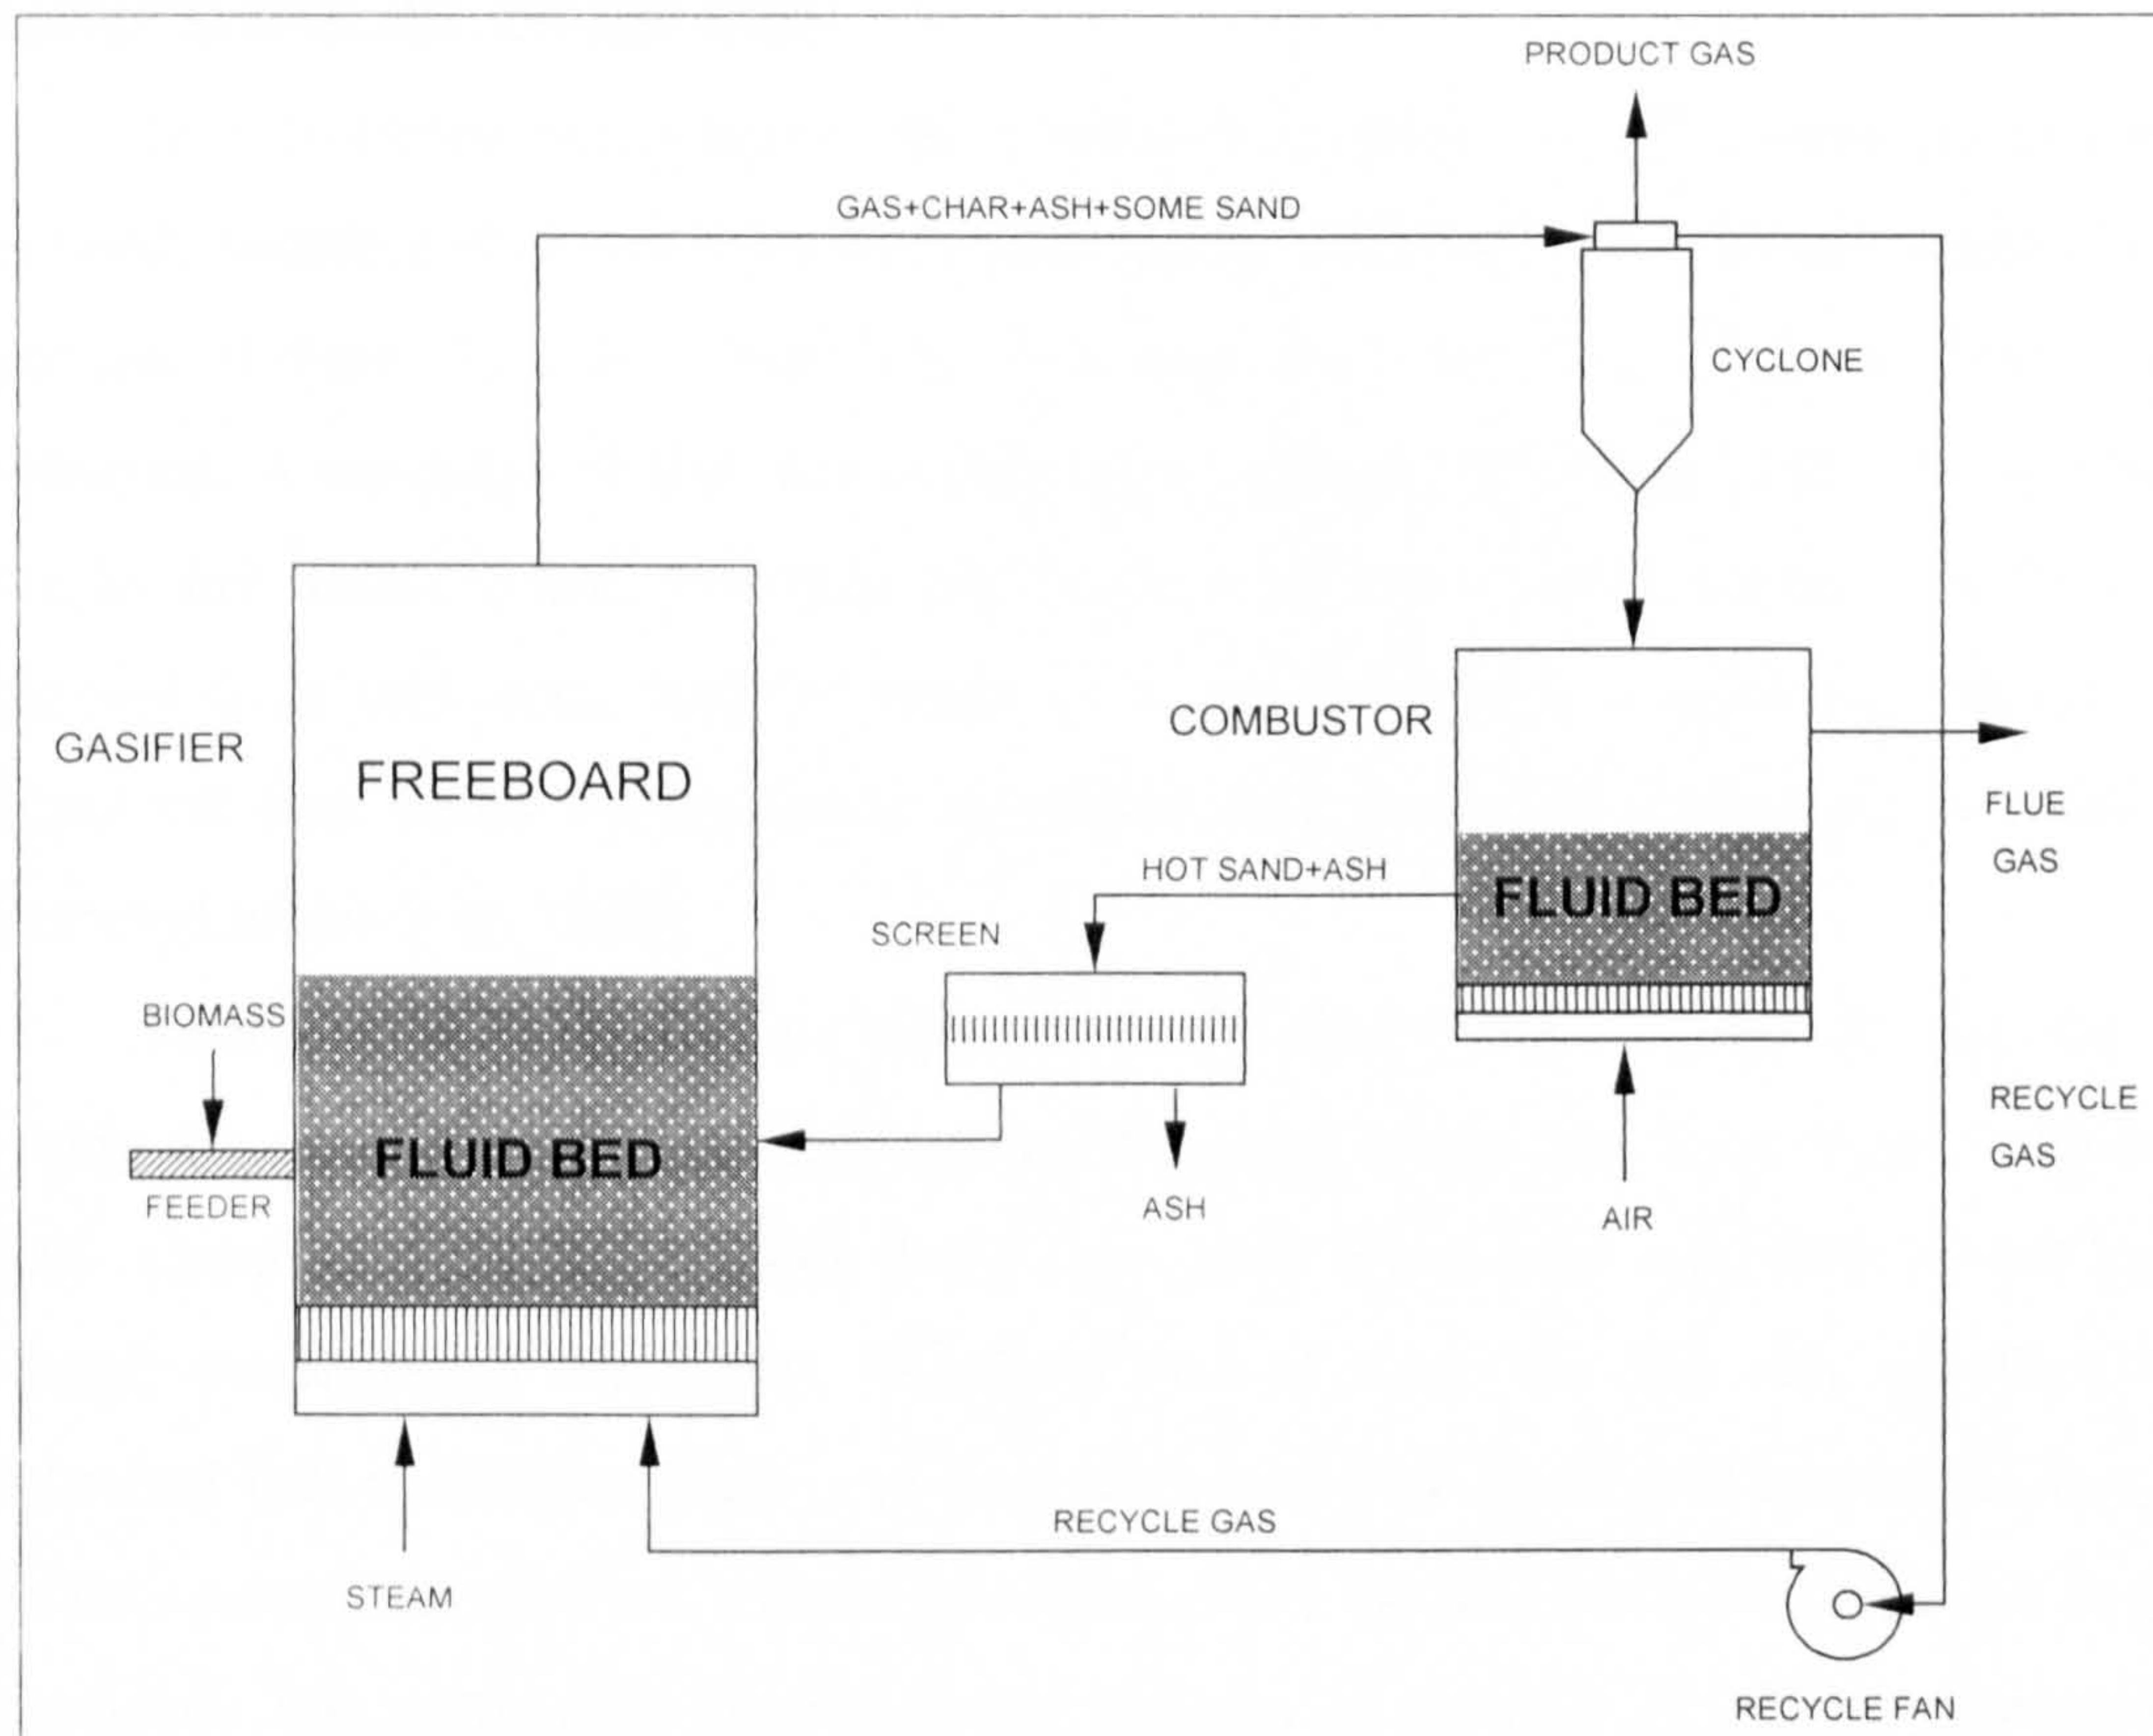 PRODUCT GAS
GAS+CHAR+ASH+SOME SAND
CYCLONE
GASIFIER
FREEBOARD
COMBUSTOR
FLUE
GAS
HOT SAND+ASH
FLUID BED
SCREEN
BIOMASS
FLUID BED
FEEDER
ASH
AIR
RECYCLE
GAS
RECYCLE GAS
STEAM
RECYCLE FAN